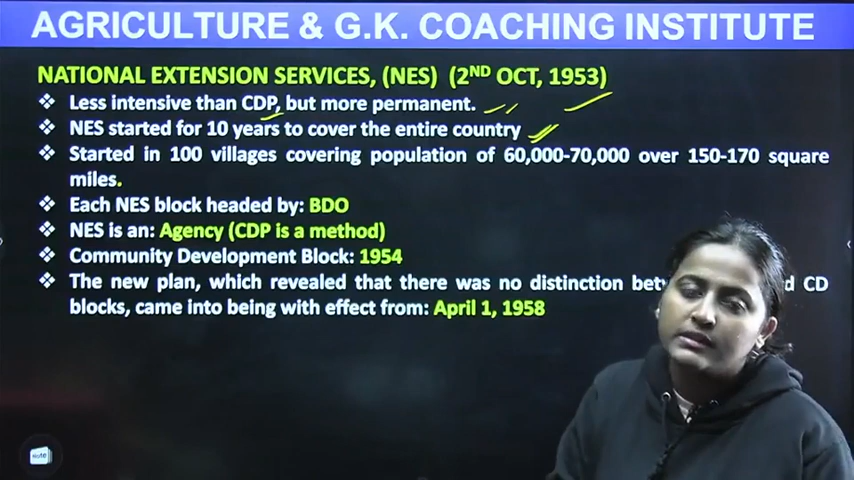 AGRICULTURE & G.K. COACHING INSTITUTE
NATIONAL EXTENSION SERVICES, (NES) (2ND OCT, 1953)
❖ Less intensive than CDP, but more permanent.
❖ NES started for 10 years to cover the entire country
❖ Started in 100 villages covering population of 60,000-70,000 over 150-170 square
miles.
❖ Each NES block headed by: BDO
❖ NES is an: Agency (CDP is a method)
❖ Community Development Block: 1954
❖ The new plan, which revealed that there was no distinction CD
blocks, came into being with effect from: April 1, 1958